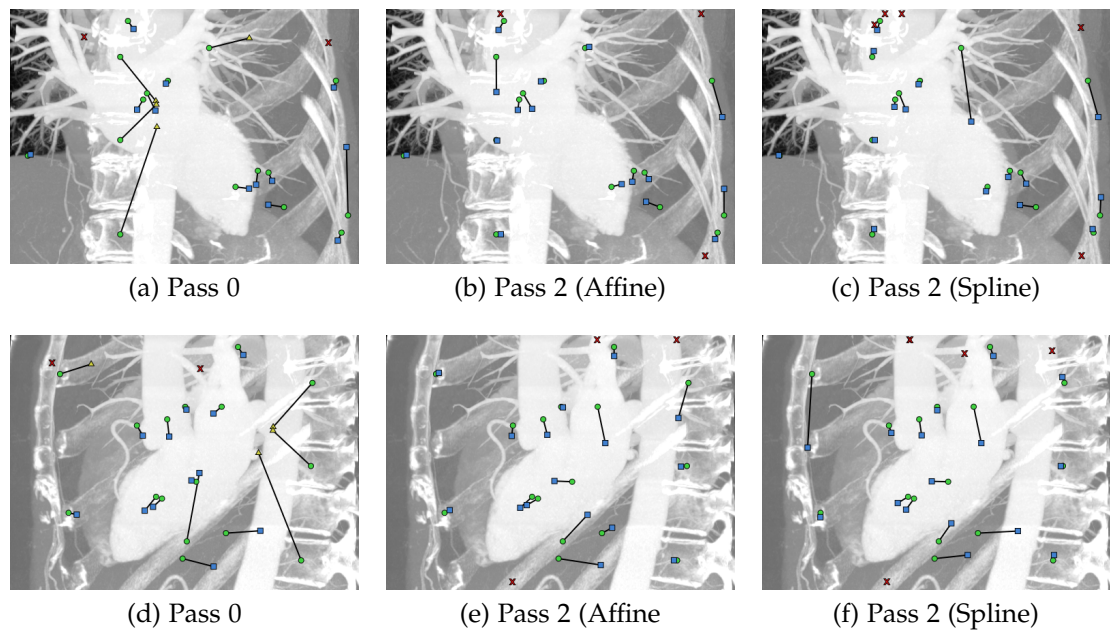 (a) Pass 0
(b) Pass 2 (Affine)
(c) Pass 2 (Spline)
(d) Pass 0
(e) Pass 2 (Affine
(f) Pass 2 (Spline)